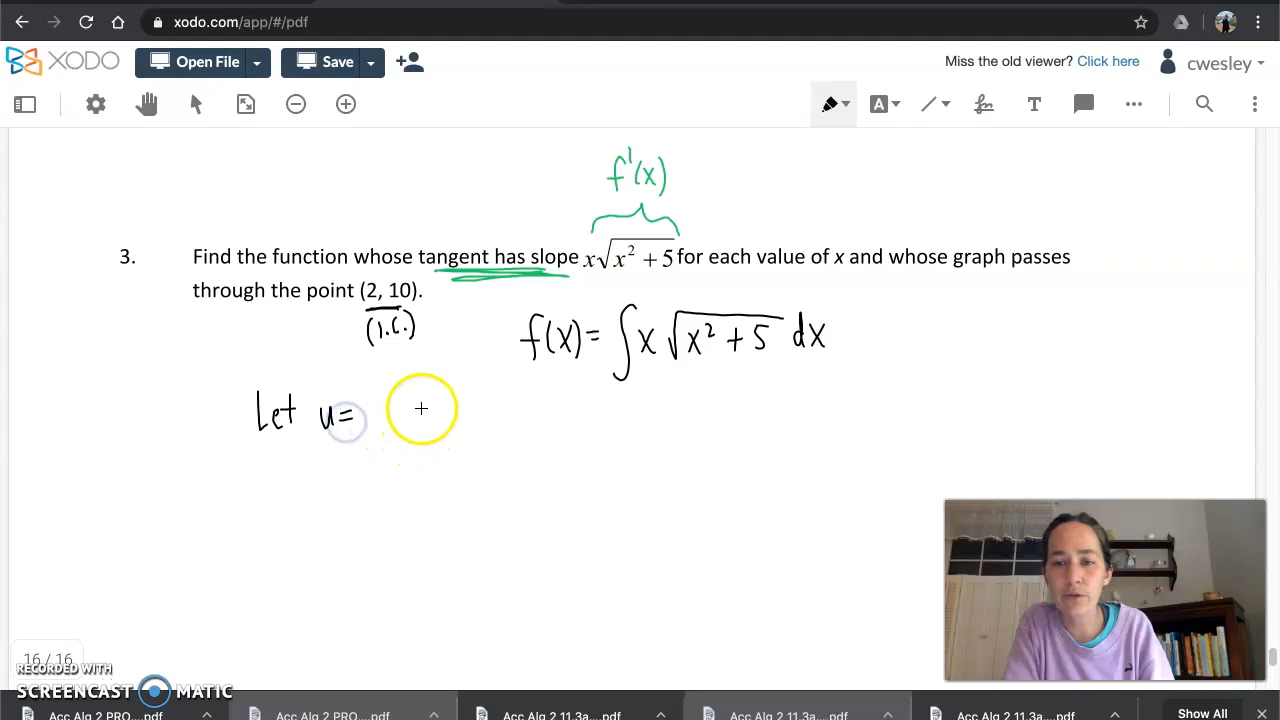 xodo.com/app/#/pdf
XODO Open File Save Missing the old viewer? Click here cwesley
f'(x)
3. Find the function whose tangent has slope x√(x² + 5) for each value of x and whose graph passes
through the point (2, 10).
(I.C.)
f(x) = ∫ x √(x² + 5) dx
Let u =
16/16
RECORDED WITH
SCREENCAST MATIC
Acc Alg 2 PRO....pdf Acc Alg 2 PRO....pdf Acc Alg 2 11.3a....pdf Acc Alg 2 11.3a....pdf Acc Alg 2 11.3a....pdf Show All